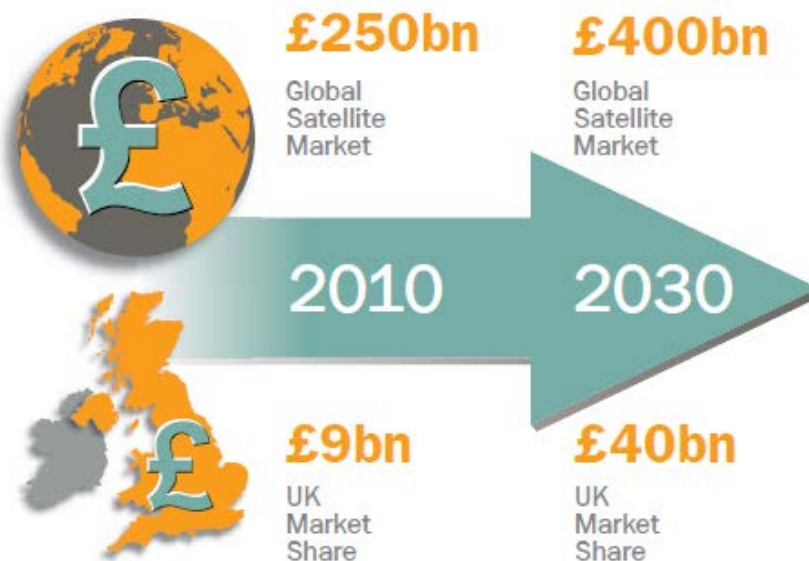 £250bn
Global
Satellite
Market
£400bn
Global
Satellite
Market
£
2010
2030
£
£9bn
UK
Market
Share
£40bn
UK
Market
Share